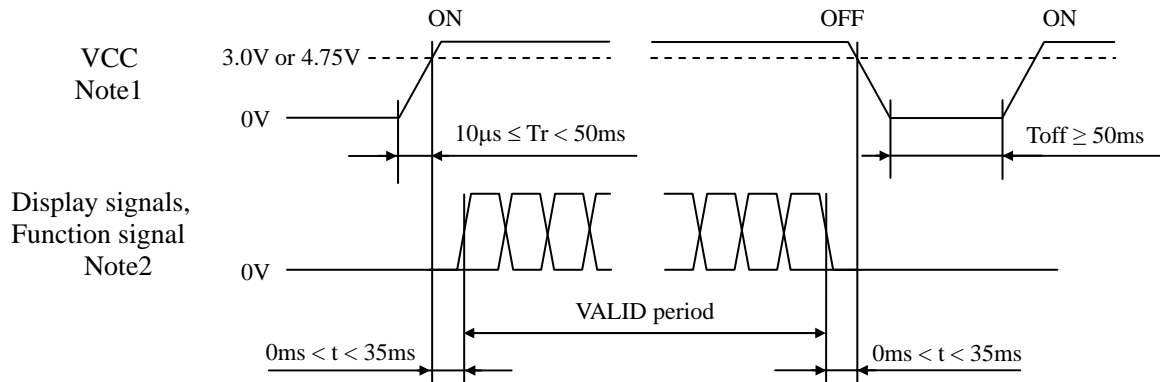 ON
OFF
ON
VCC
Note1
3.0V or 4.75V
0V
10μs ≤ Tr < 50ms
Toff ≥ 50ms
Display signals,
Function signal
Note2
0V
VALID period
0ms < t < 35ms
0ms < t < 35ms